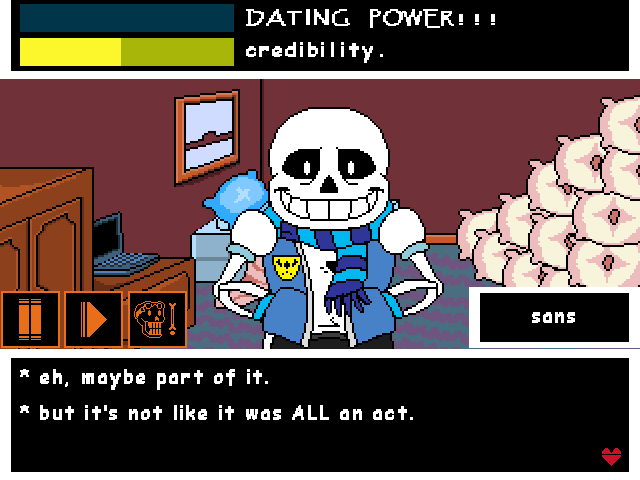 DATING POWER!!!
credibility.
sans
* eh, maybe part of it.
* but it's not like it was ALL an act.